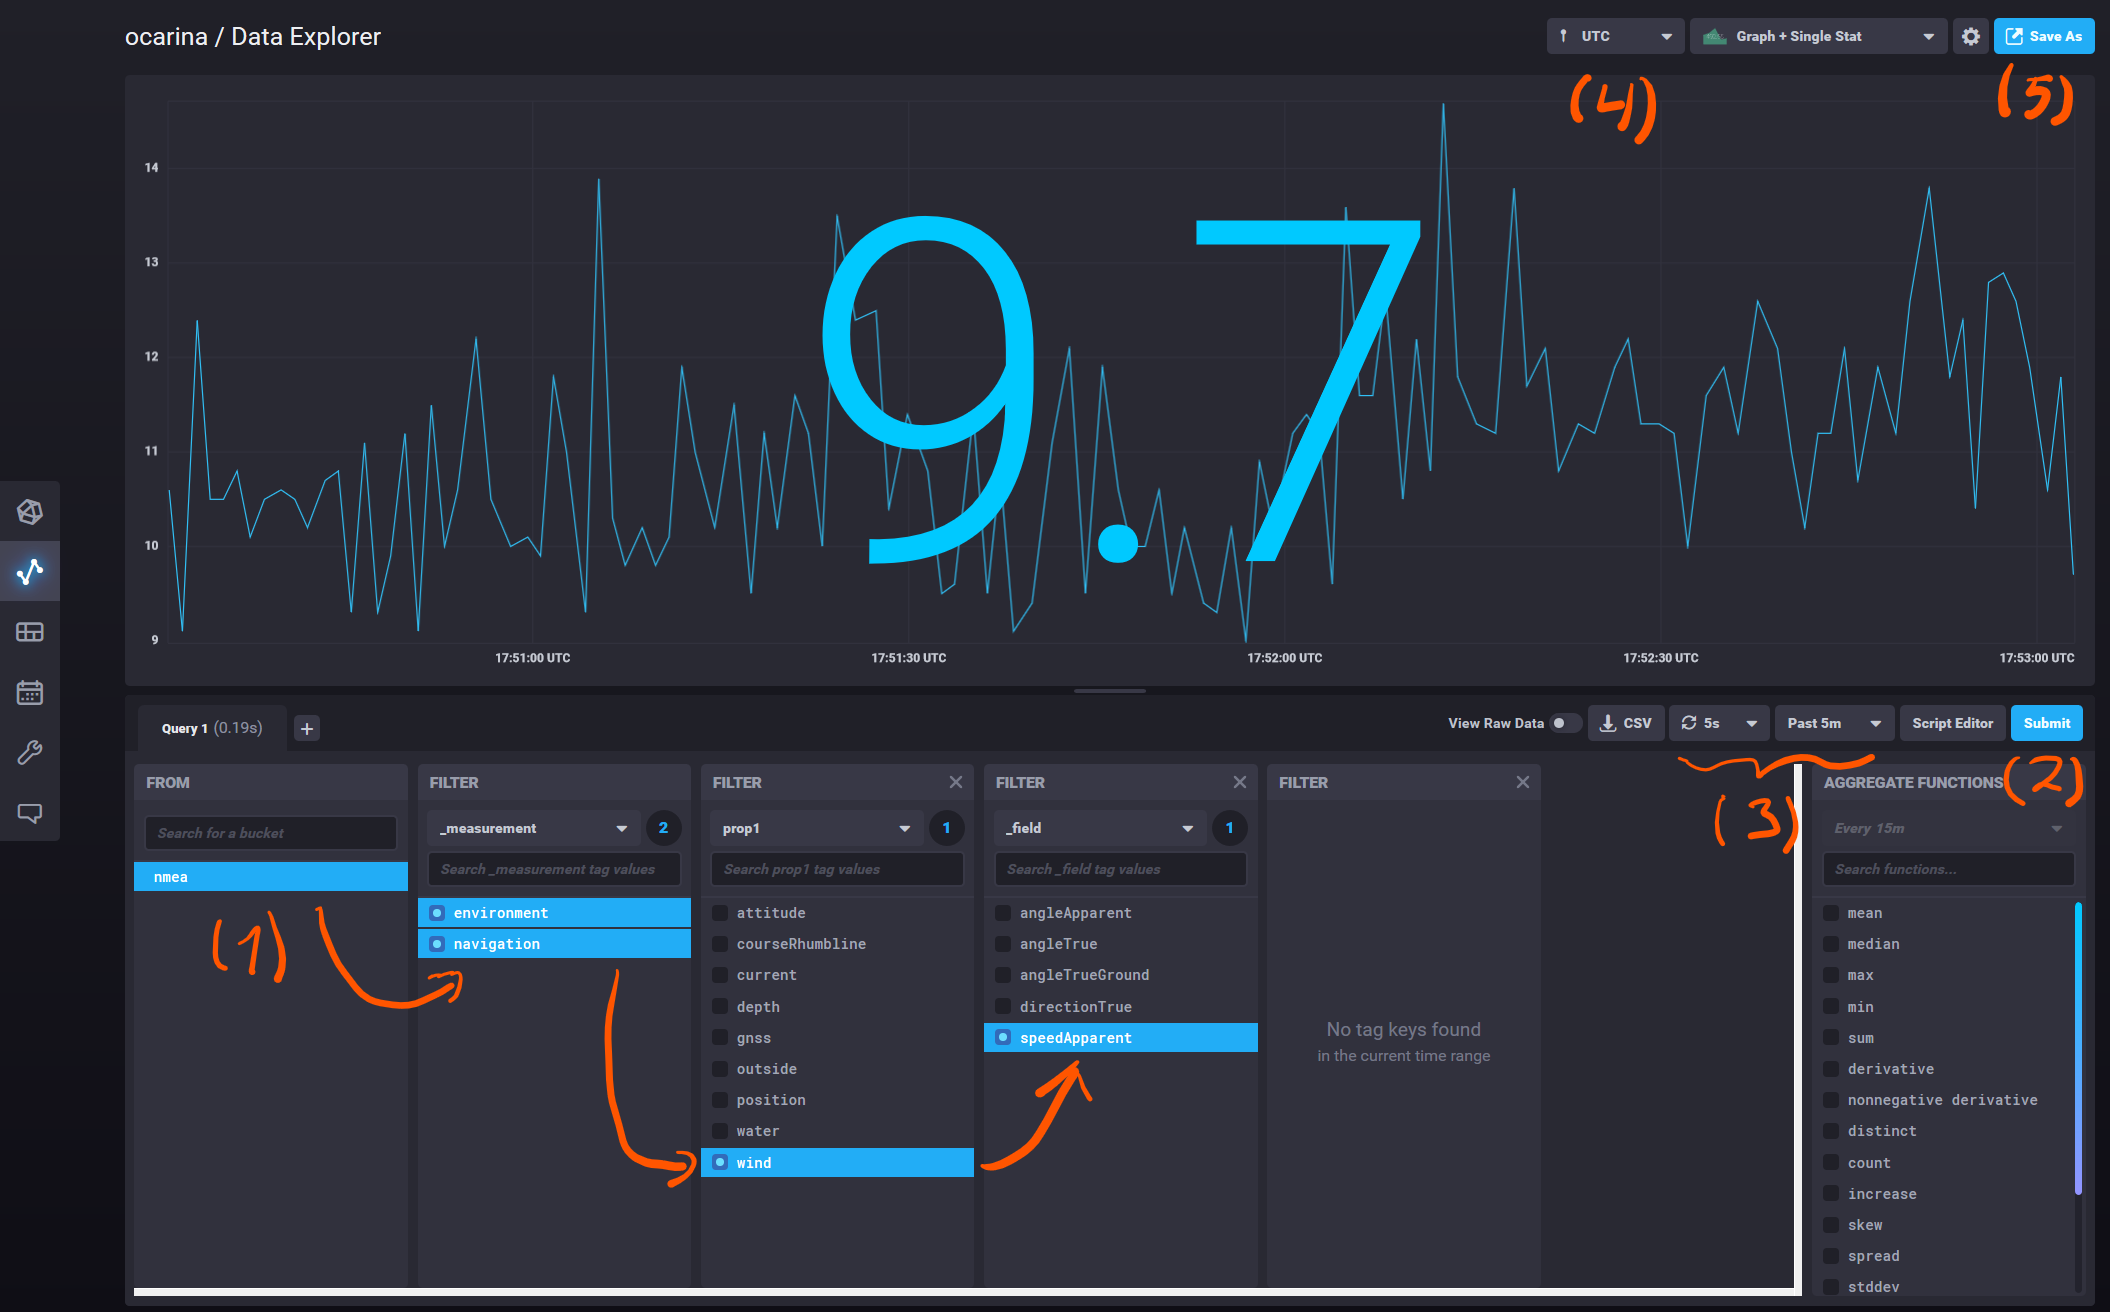 ocarina / Data Explorer
UTC
Graph + Single Stat
Save As
(4)
(5)
14
13
12
11
10
9
9.7
17:51:00 UTC
17:51:30 UTC
17:52:00 UTC
17:52:30 UTC
17:53:00 UTC
Query 1 (0.19s)
+
View Raw Data
CSV
5s
Past 5m
Script Editor
Submit
(3)
(2)
FROM
Search for a bucket
nmea
(1)
FILTER
_measurement
2
Search _measurement tag values
environment
navigation
FILTER
prop1
1
Search prop1 tag values
attitude
courseRhumbline
current
depth
gnss
outside
position
water
wind
FILTER
_field
1
Search _field tag values
angleApparent
angleTrue
angleTrueGround
directionTrue
speedApparent
FILTER
No tag keys found
in the current time range
AGGREGATE FUNCTIONS
Every 15m
Search functions...
mean
median
max
min
sum
derivative
nonnegative derivative
distinct
count
increase
skew
spread
stddev